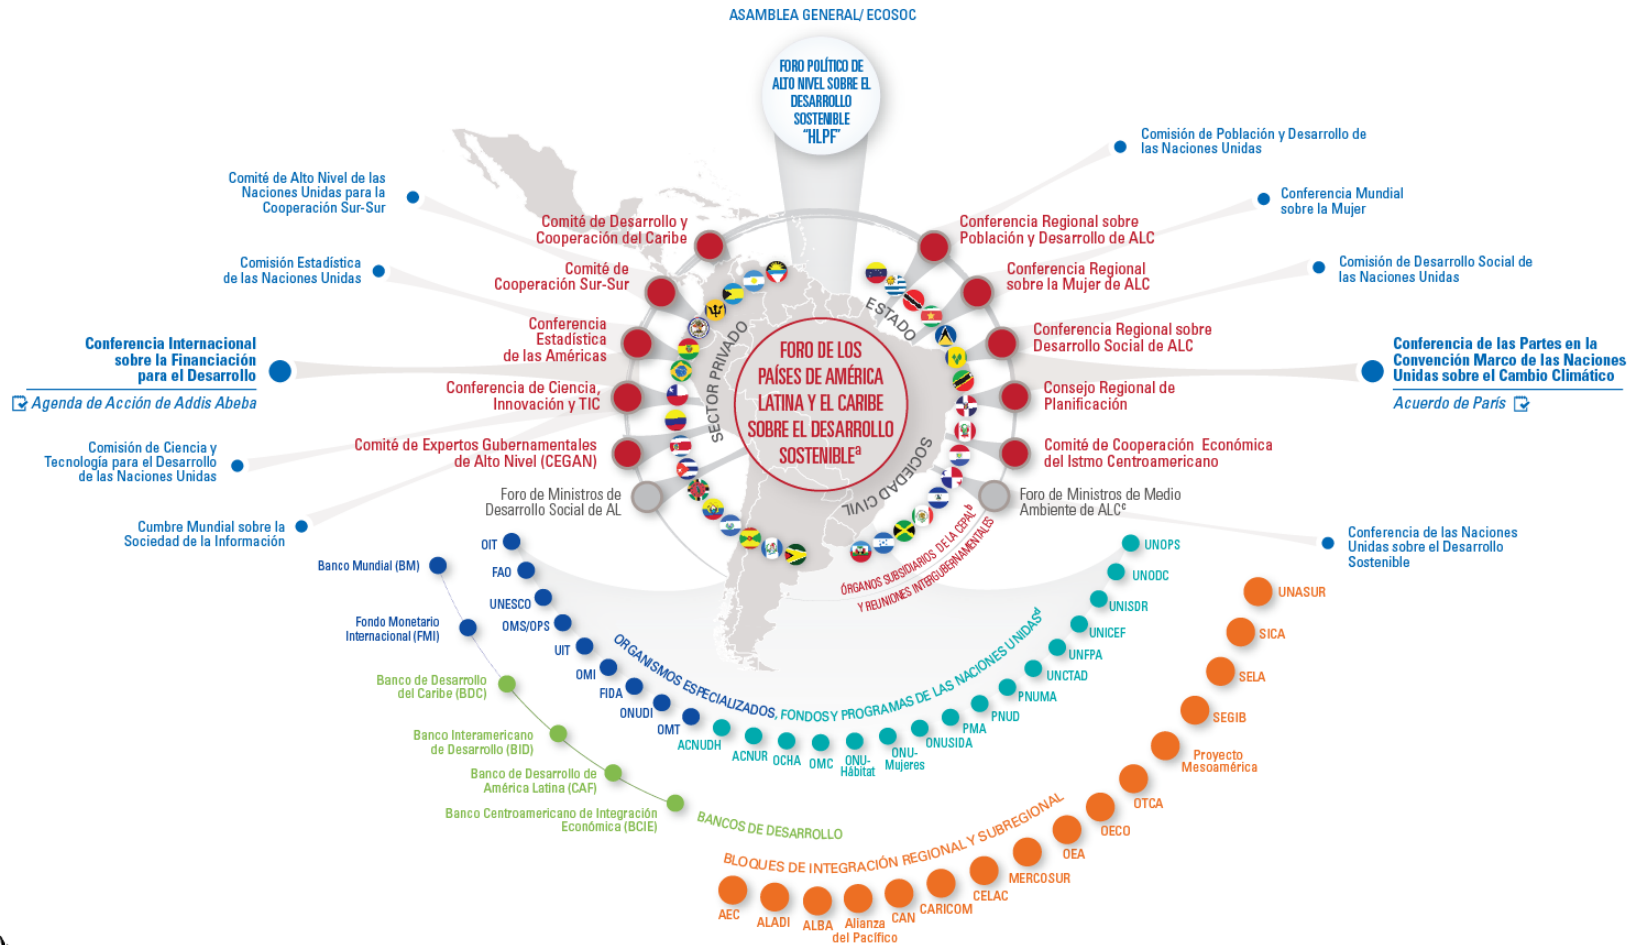 ASAMBLEA GENERAL/ ECOSOC
FORO POLÍTICO DE
ALTO NIVEL SOBRE EL
DESARROLLO
SOSTENIBLE
“HLPF”
Comité de Alto Nivel de las
Naciones Unidas para la
Cooperación Sur-Sur
Comisión Estadística
de las Naciones Unidas
Conferencia Internacional
sobre la Financiación
para el Desarrollo
Agenda de Acción de Addis Abeba
Comisión de Ciencia y
Tecnología para el Desarrollo
de las Naciones Unidas
Cumbre Mundial sobre la
Sociedad de la Información
Comité de Desarrollo y
Cooperación del Caribe
Comité de
Cooperación Sur-Sur
Conferencia
Estadística
de las Américas
Conferencia de Ciencia,
Innovación y TIC
Comité de Expertos Gubernamentales
de Alto Nivel (CEGAN)
Foro de Ministros de
Desarrollo Social de AL
SECTOR PRIVADO
ESTADO
SOCIEDAD CIVIL
FORO DE LOS
PAÍSES DE AMÉRICA
LATINA Y EL CARIBE
SOBRE EL DESARROLLO
SOSTENIBLEª
Conferencia Regional sobre
Población y Desarrollo de ALC
Conferencia Regional
sobre la Mujer de ALC
Conferencia Regional sobre
Desarrollo Social de ALC
Consejo Regional de
Planificación
Comité de Cooperación Económica
del Istmo Centroamericano
Foro de Ministros de Medio
Ambiente de ALCᶜ
ÓRGANOS SUBSIDIARIOS DE LA CEPALᵇ
Y REUNIONES INTERGUBERNAMENTALES
Comisión de Población y Desarrollo de
las Naciones Unidas
Conferencia Mundial
sobre la Mujer
Comisión de Desarrollo Social de
las Naciones Unidas
Conferencia de las Partes en la
Convención Marco de las Naciones
Unidas sobre el Cambio Climático
Acuerdo de París
Conferencia de las Naciones
Unidas sobre el Desarrollo
Sostenible
OIT
FAO
UNESCO
OMS/OPS
UIT
OMI
FIDA
ONUDI
OMT
ACNUDH
ACNUR
OCHA
OMC
ONU-
Hábitat
ONU-
Mujeres
ONUSIDA
PMA
PNUD
PNUMA
UNCTAD
UNFPA
UNICEF
UNISDR
UNODC
UNOPS
ORGANISMOS ESPECIALIZADOS, FONDOS Y PROGRAMAS DE LAS NACIONES UNIDASᵈ
Banco Mundial (BM)
Fondo Monetario
Internacional (FMI)
Banco de Desarrollo
del Caribe (BDC)
Banco Interamericano
de Desarrollo (BID)
Banco de Desarrollo de
América Latina (CAF)
Banco Centroamericano de Integración
Económica (BCIE)
BANCOS DE DESARROLLO
BLOQUES DE INTEGRACIÓN REGIONAL Y SUBREGIONAL
AEC
ALADI
ALBA
Alianza
del Pacífico
CAN
CARICOM
CELAC
MERCOSUR
OEA
OECO
OTCA
Proyecto
Mesoamérica
SEGIB
SELA
SICA
UNASUR